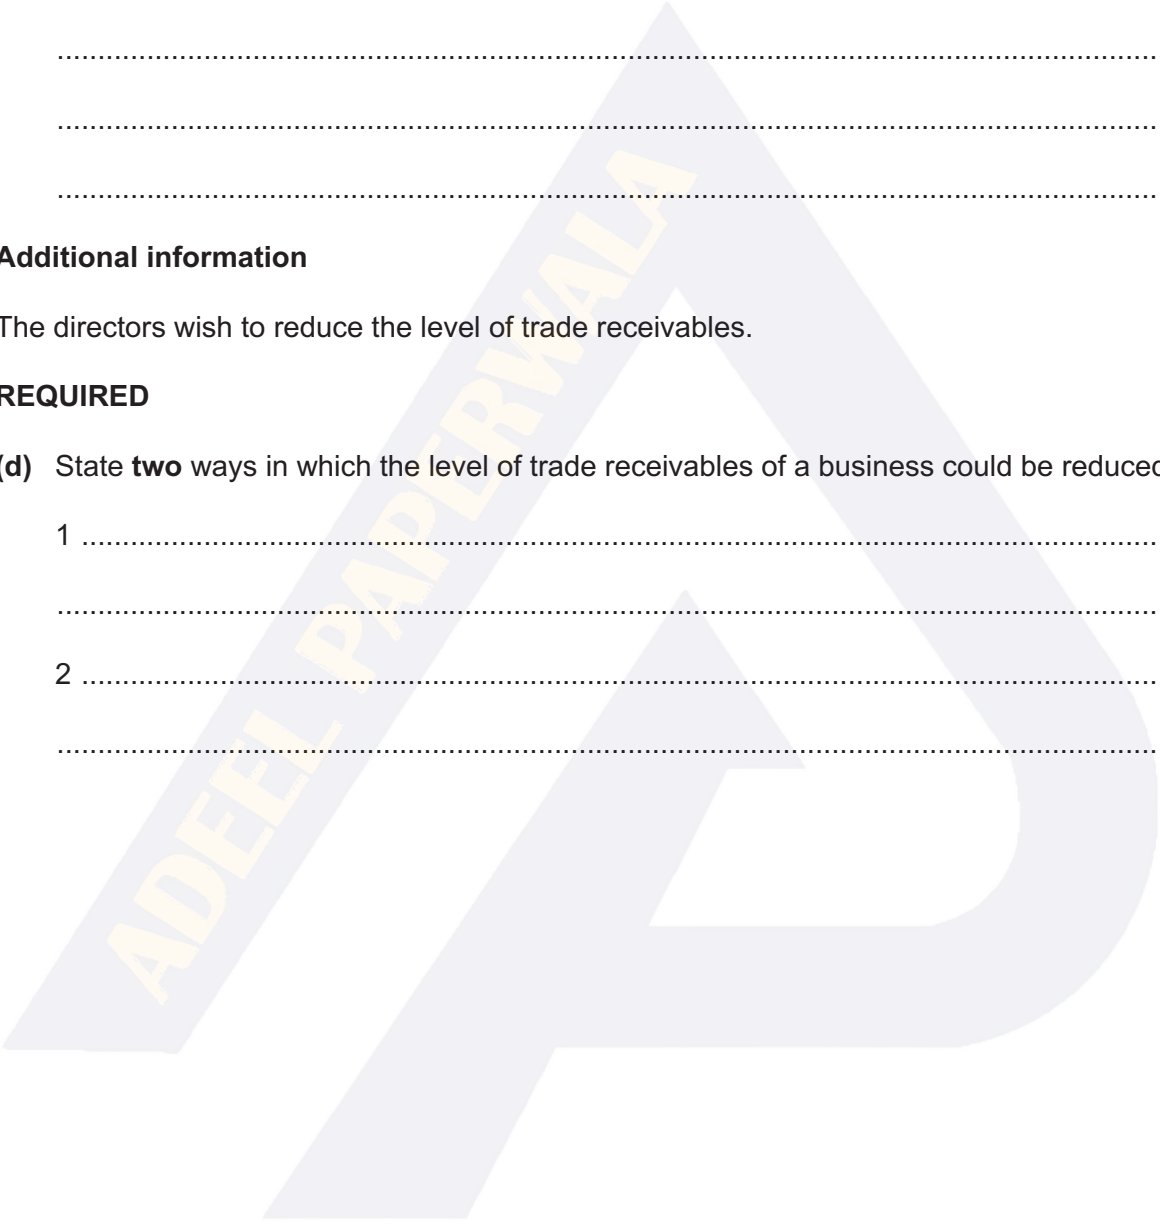 Additional information
The directors wish to reduce the level of trade receivables.
REQUIRED
(d) State two ways in which the level of trade receivables of a business could be reduced
1 ........................................................................................................
2 ........................................................................................................
ADEEL PAPERWALA